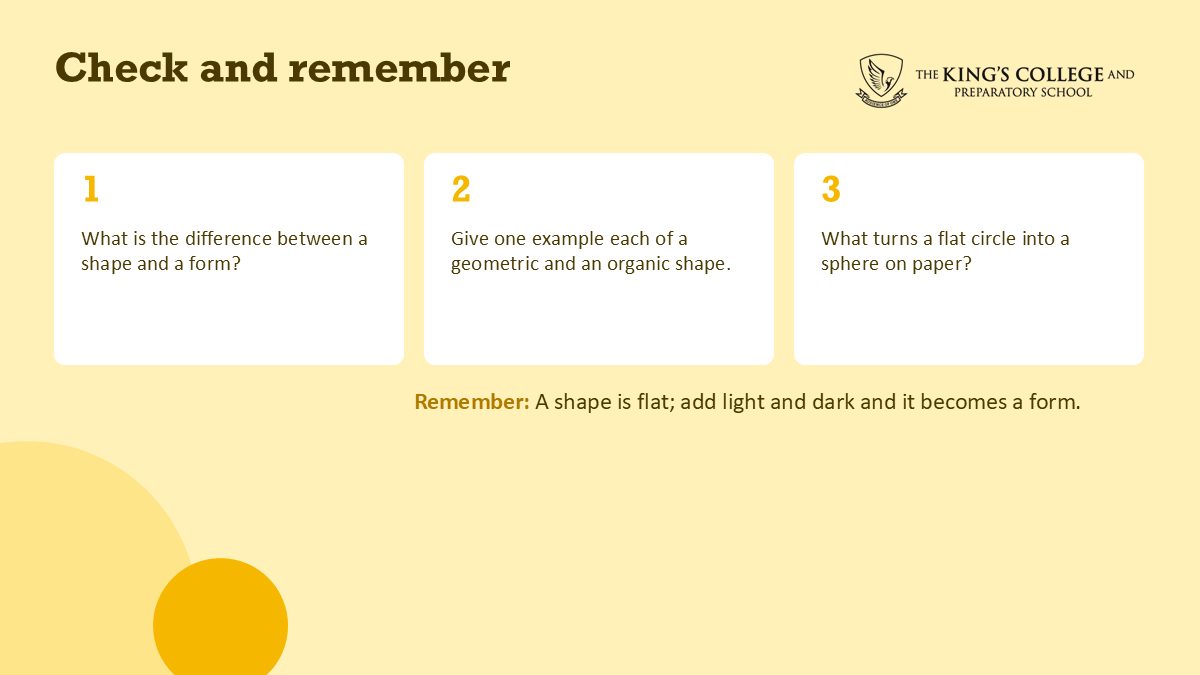 Check and remember
THE KING'S COLLEGE AND
PREPARATORY SCHOOL
1
What is the difference between a
shape and a form?
2
Give one example each of a
geometric and an organic shape.
3
What turns a flat circle into a
sphere on paper?
Remember: A shape is flat; add light and dark and it becomes a form.